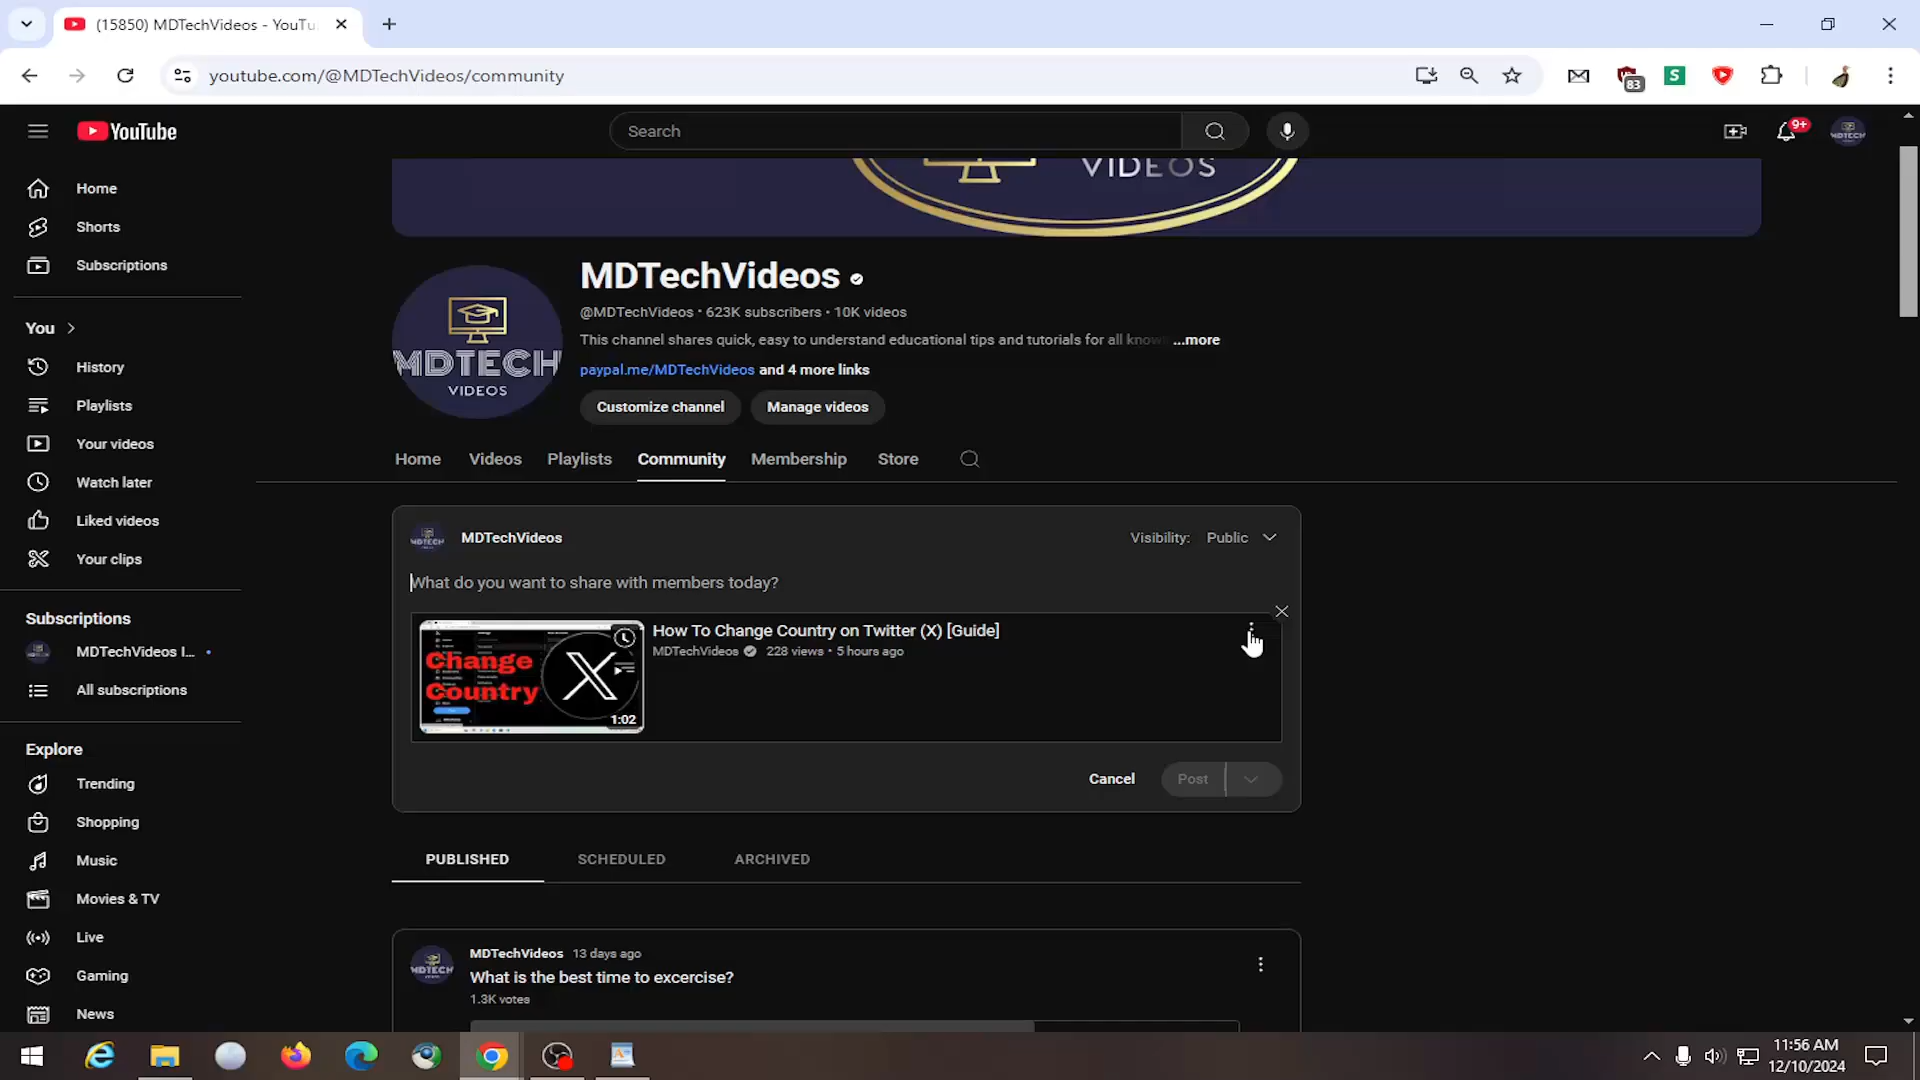 (15850) MDTechVideos - YouTu
youtube.com/@MDTechVideos/community
83
S
YouTube
Search
9+
VIDEOS
Home
Shorts
Subscriptions
You
History
Playlists
Your videos
Watch later
Liked videos
Your clips
Subscriptions
MDTechVideos I...
All subscriptions
Explore
Trending
Shopping
Music
Movies & TV
Live
Gaming
News
MDTECH
VIDEOS
MDTechVideos
@MDTechVideos • 623K subscribers • 10K videos
This channel shares quick, easy to understand educational tips and tutorials for all know ...more
paypal.me/MDTechVideos and 4 more links
Customize channel
Manage videos
Home
Videos
Playlists
Community
Membership
Store
MDTECH
MDTechVideos
Visibility: Public
What do you want to share with members today?
Change
Country
X
1:02
How To Change Country on Twitter (X) [Guide]
MDTechVideos 228 views • 5 hours ago
Cancel
Post
PUBLISHED
SCHEDULED
ARCHIVED
MDTECH
MDTechVideos 13 days ago
What is the best time to excercise?
1.3K votes
11:56 AM
12/10/2024